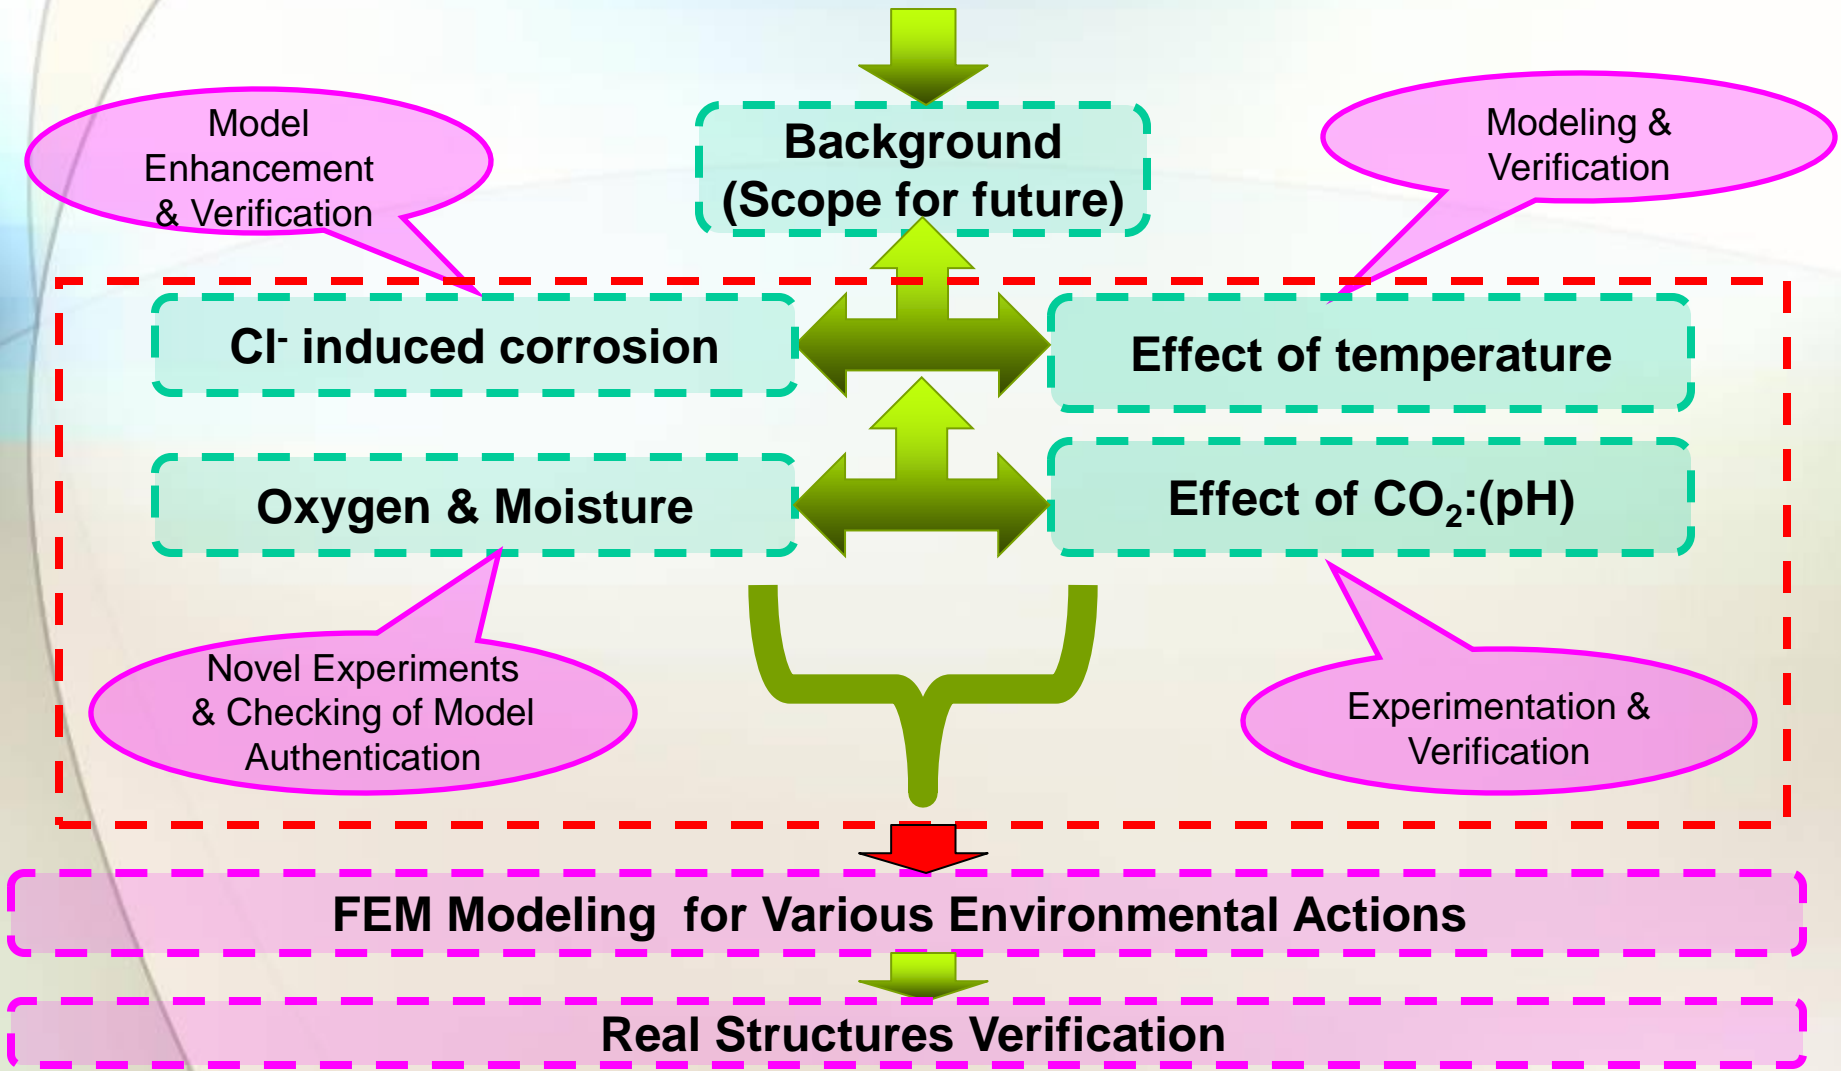 Background
(Scope for future)
Model
Enhancement
& Verification
Modeling &
Verification
Cl⁻ induced corrosion
Effect of temperature
Oxygen & Moisture
Effect of CO₂:(pH)
Novel Experiments
& Checking of Model
Authentication
Experimentation &
Verification
FEM Modeling  for Various Environmental Actions
Real Structures Verification